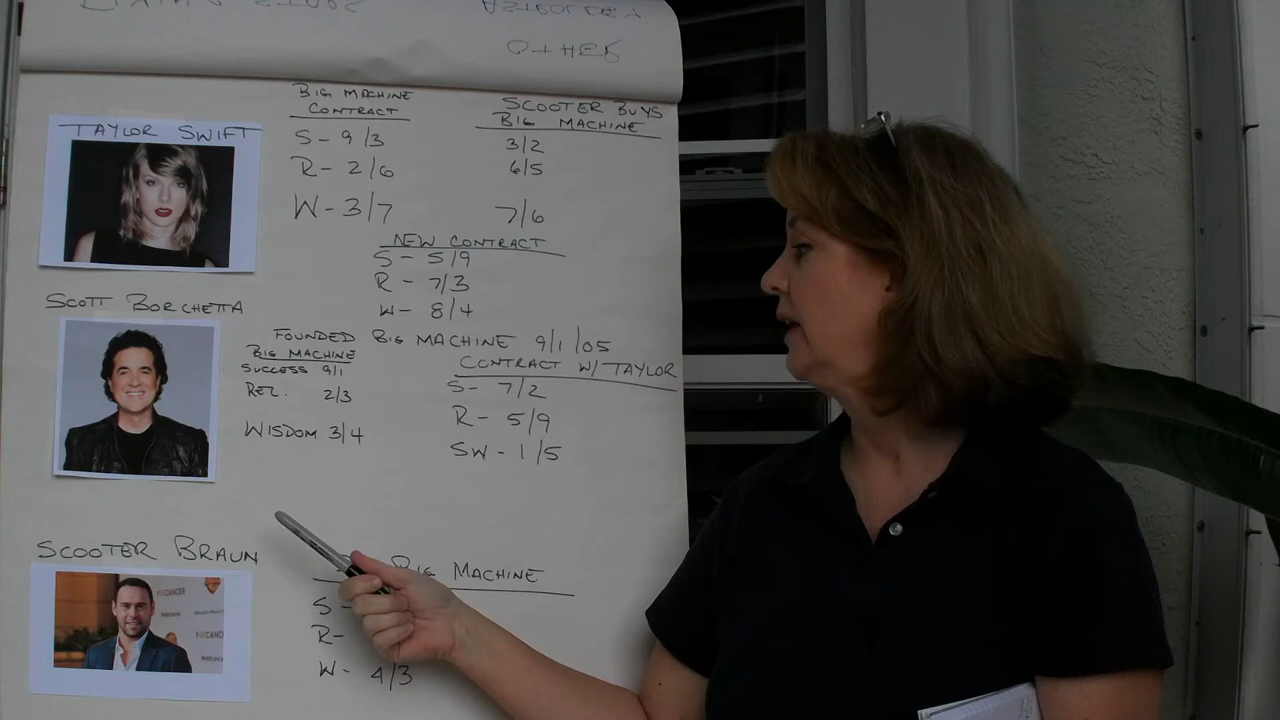 OTHER
TAYLOR SWIFT
BIG MACHINE
CONTRACT
S - 9/3
R - 2/6
W - 3/7
SCOOTER BUYS
BIG MACHINE
3/2
6/5
7/6
NEW CONTRACT
S - 5/9
R - 7/3
W - 8/4
SCOTT BORCHETTA
FOUNDED BIG MACHINE 9/1/05
BIG MACHINE
SUCCESS 9/1
REL. 2/3
WISDOM 3/4
CONTRACT W/ TAYLOR
S - 7/2
R - 5/9
SW - 1/5
SCOOTER BRAUN
BIG MACHINE
S -
R -
W - 4/3